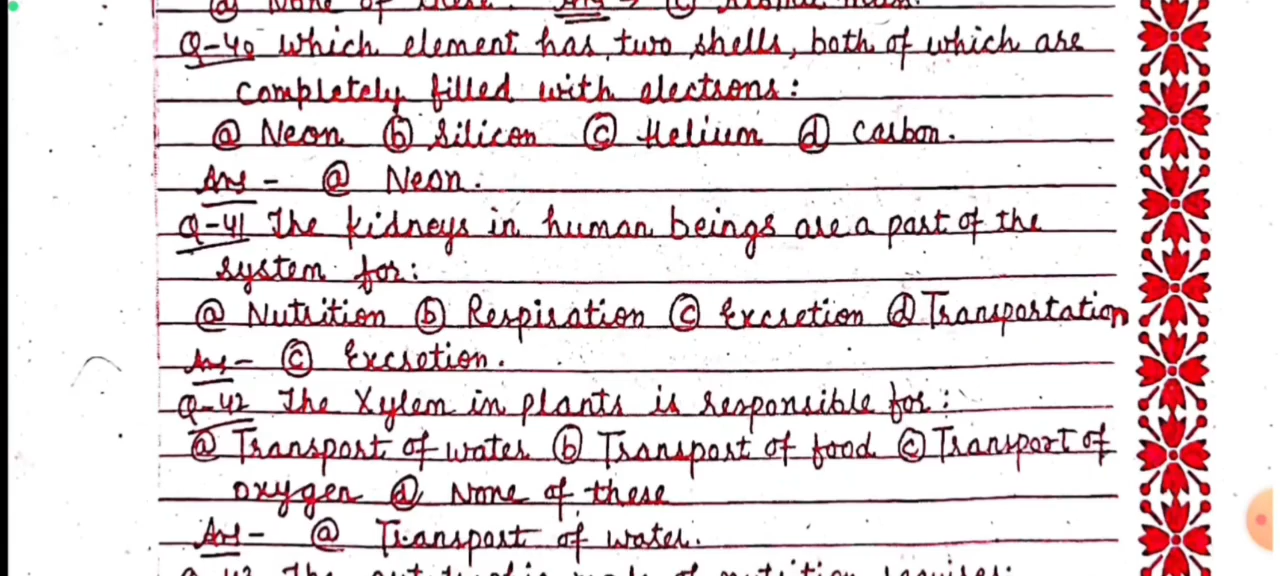 Q-40 which element has two shells, both of which are
completely filled with electrons:
ⓐ Neon ⓑ Silicon ⓒ Helium ⓓ Carbon.
Ans - ⓐ Neon.
Q-41 The kidneys in human beings are a part of the
system for:
ⓐ Nutrition ⓑ Respiration ⓒ Excretion ⓓ Transportation
Ans - ⓒ Excretion.
Q-42 The Xylem in plants is responsible for:
ⓐ Transport of water ⓑ Transport of food ⓒ Transport of
oxygen ⓓ None of these
Ans - ⓐ Transport of water.